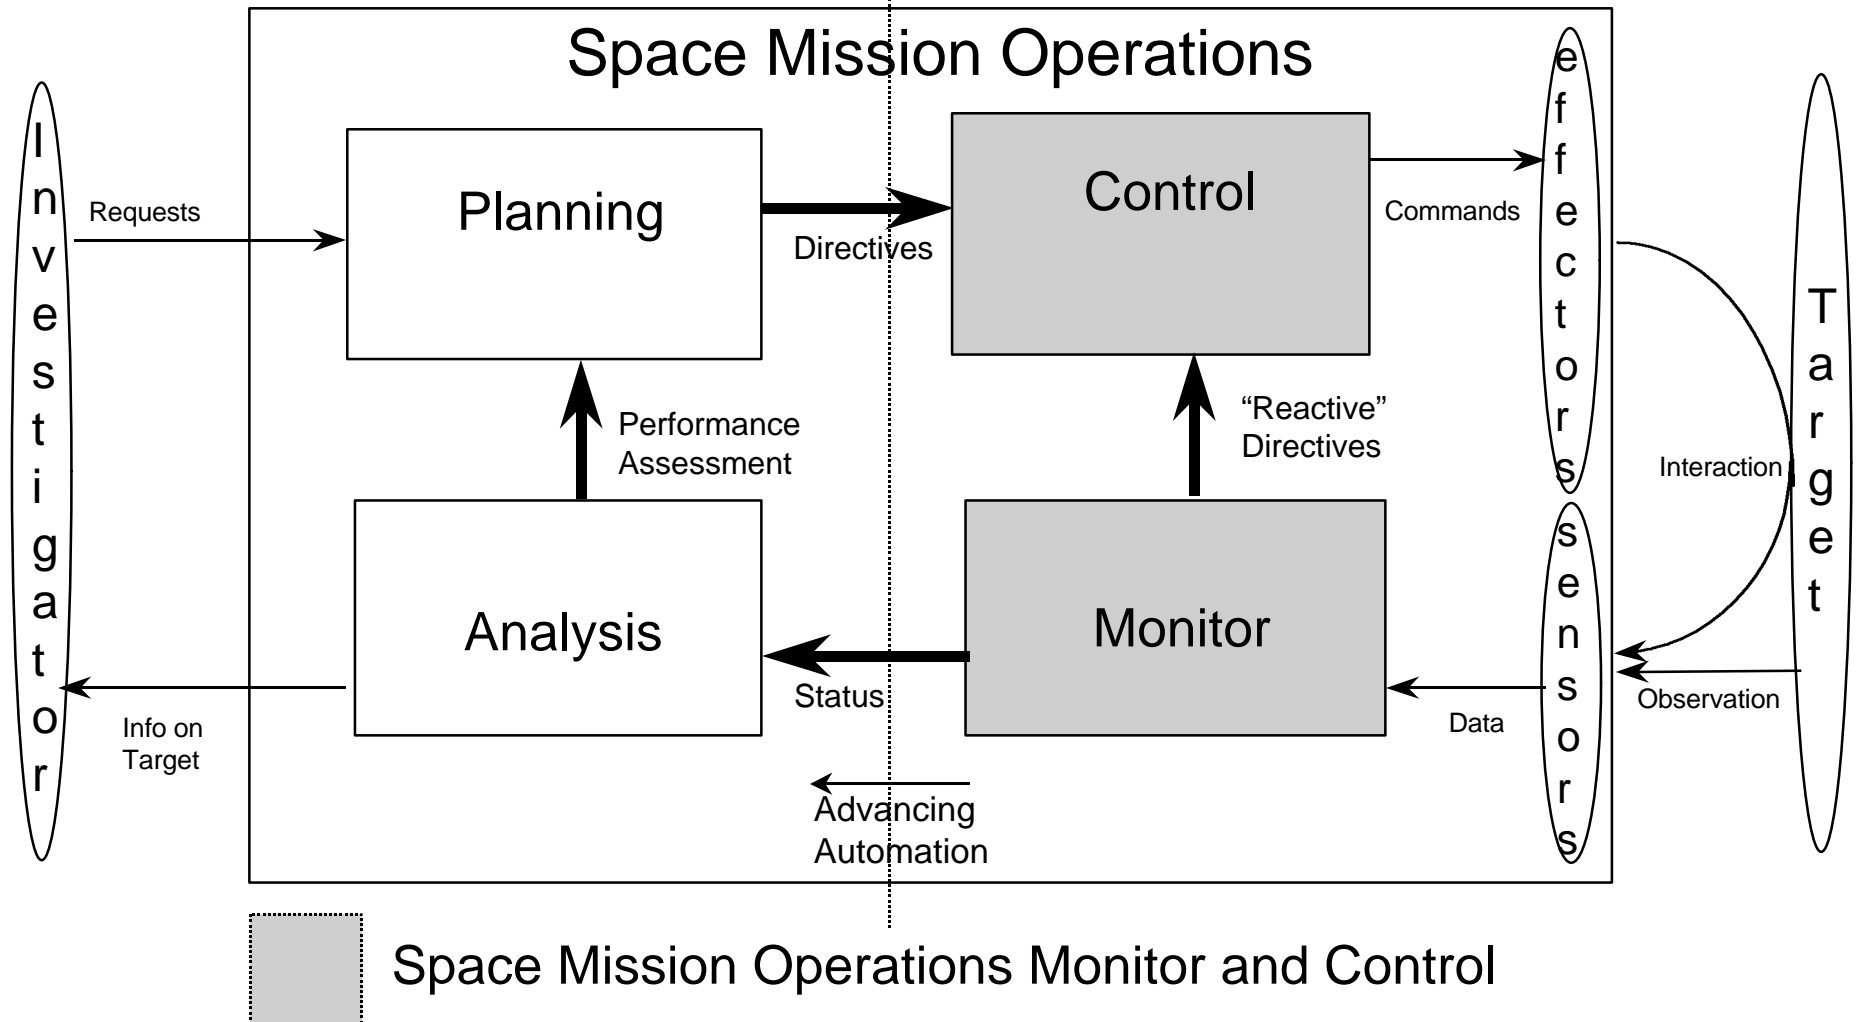 Space Mission Operations
Investigator
Requests
Planning
Directives
Control
Commands
effectors
Target
Performance
Assessment
“Reactive”
Directives
Interaction
Analysis
Status
Monitor
Data
sensors
Observation
Info on
Target
Advancing
Automation
Space Mission Operations Monitor and Control